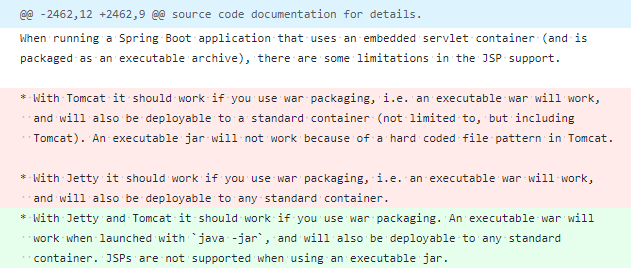 @@ -2462,12 +2462,9 @@ source code documentation for details.
When running a Spring Boot application that uses an embedded servlet container (and is
packaged as an executable archive), there are some limitations in the JSP support.
* With Tomcat it should work if you use war packaging, i.e. an executable war will work,
and will also be deployable to a standard container (not limited to, but including
Tomcat). An executable jar will not work because of a hard coded file pattern in Tomcat.
* With Jetty it should work if you use war packaging, i.e. an executable war will work,
and will also be deployable to any standard container.
* With Jetty and Tomcat it should work if you use war packaging. An executable war will
work when launched with `java -jar`, and will also be deployable to any standard
container. JSPs are not supported when using an executable jar.